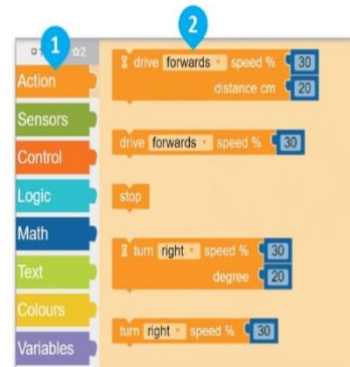 1
2
☆2
Action
Sensors
Control
Logic
Math
Text
Colours
Variables
drive forwards speed % 30
distance cm 20
drive forwards speed % 30
stop
turn right speed % 30
degree 20
turn right speed % 30